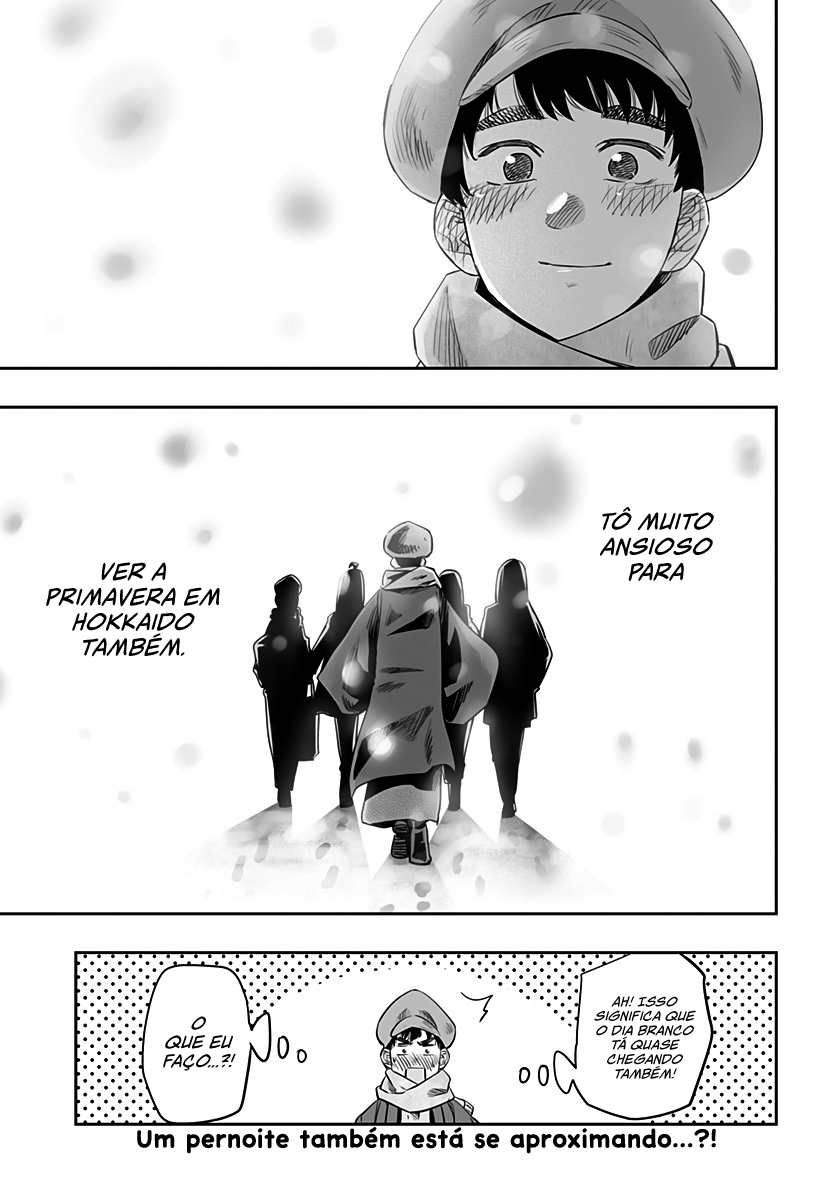 TÔ MUITO
ANSIOSO
PARA
VER A
PRIMAVERA EM
HOKKAIDO
TAMBÉM.
AH! ISSO
SIGNIFICA QUE
O DIA BRANCO
TÁ QUASE
CHEGANDO
TAMBÉM!
O
QUE EU
FAÇO...?!
Um pernoite também está se aproximando...?!